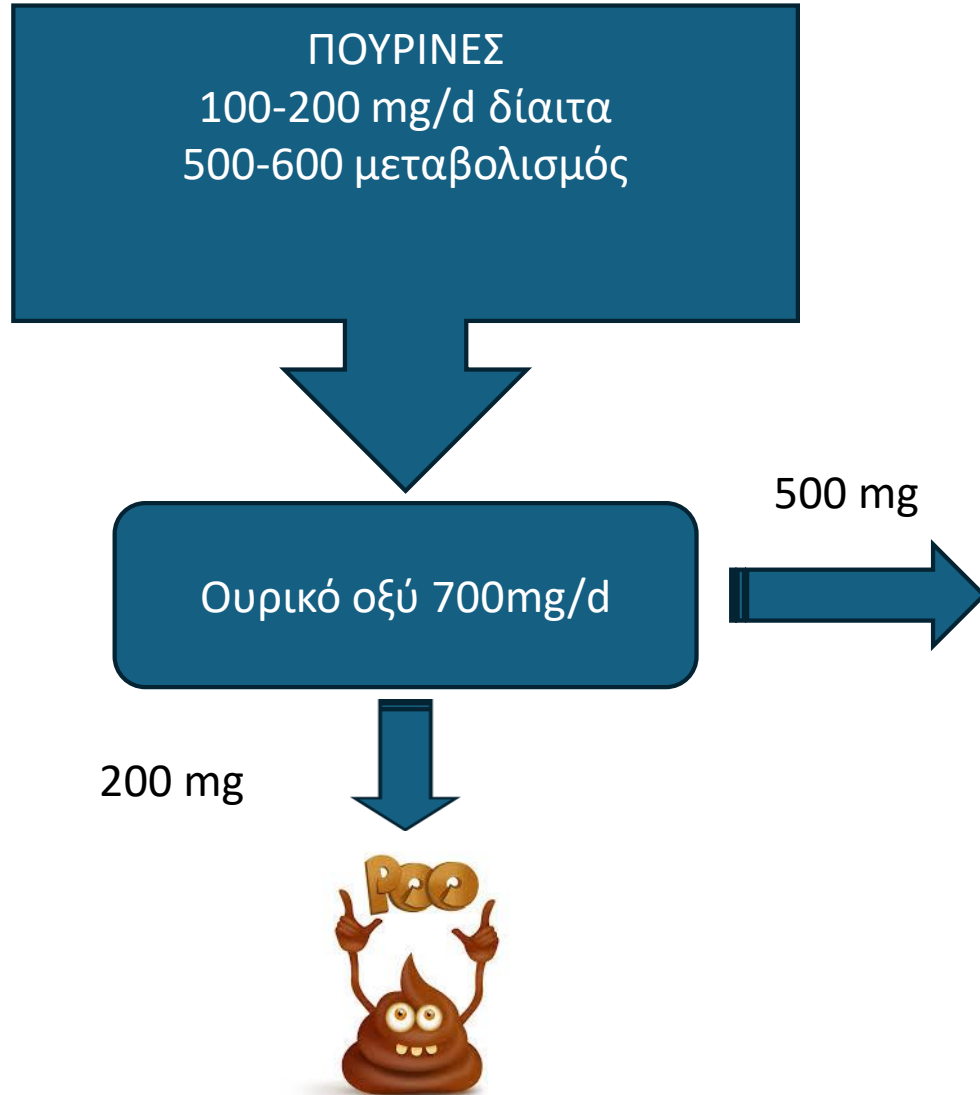 ΠΟΥΡΙΝΕΣ
100-200 mg/d δίαιτα
500-600 μεταβολισμός
500 mg
Ουρικό οξύ 700mg/d
200 mg
POO